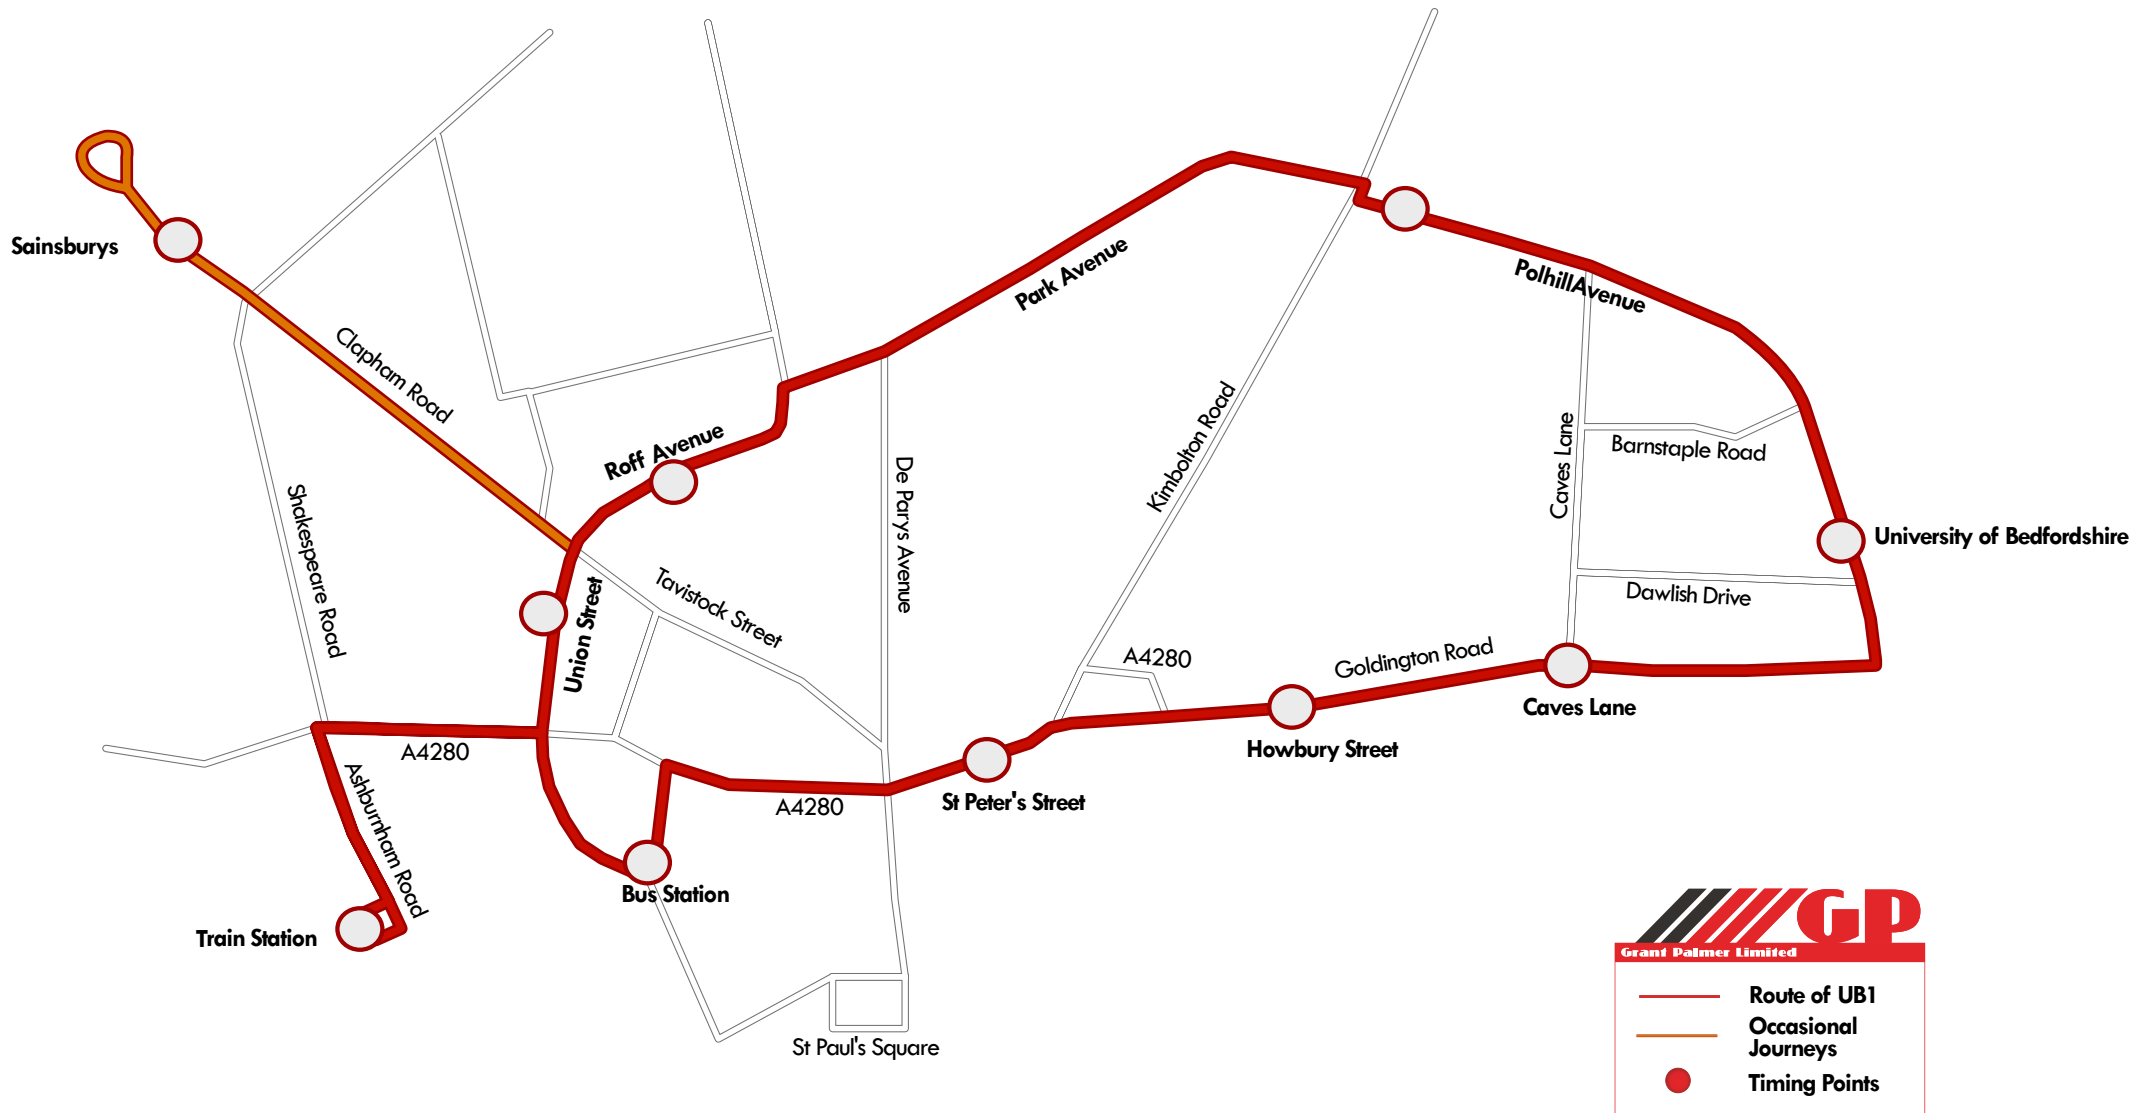 Sainsburys
Clapham Road
Shakespeare Road
Roff Avenue
Park Avenue
PolhillAvenue
Kimbolton Road
De Parys Avenue
Caves Lane
Barnstaple Road
University of Bedfordshire
Dawlish Drive
Tavistock Street
Union Street
A4280
Goldington Road
Caves Lane
Howbury Street
St Peter's Street
A4280
A4280
Ashburnham Road
Bus Station
Train Station
St Paul's Square
GP
Grant Palmer Limited
Route of UB1
Occasional
Journeys
Timing Points